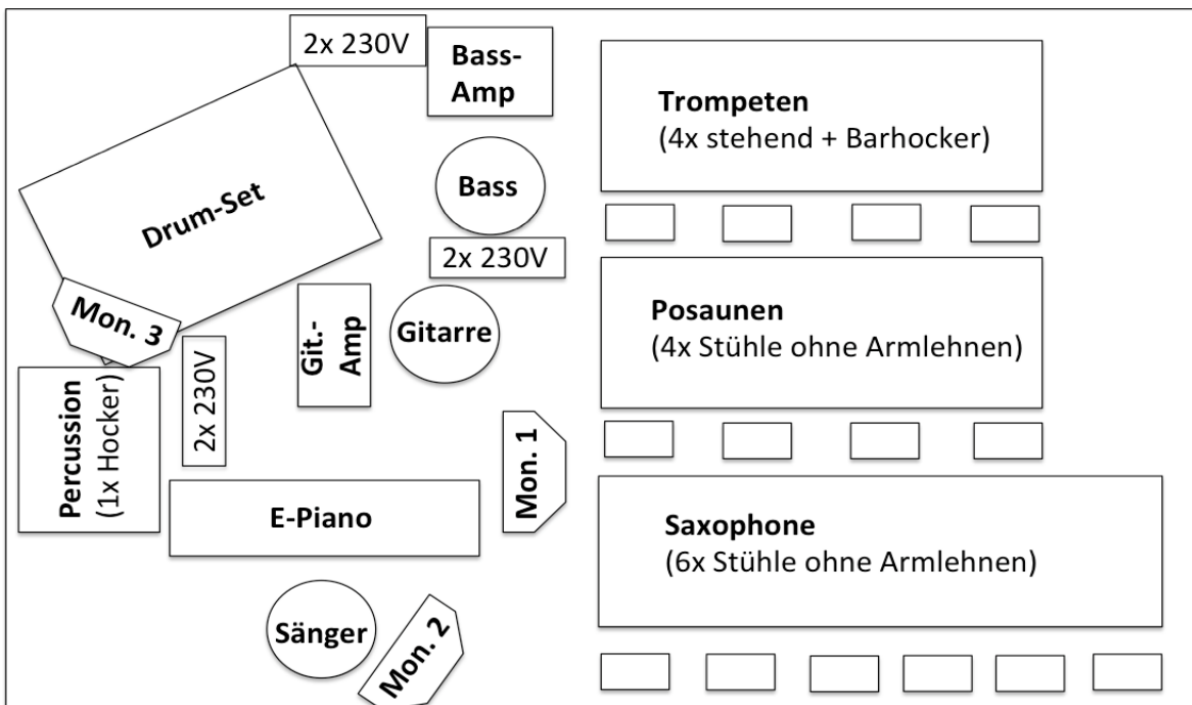 2x 230V
Bass-
Amp
Drum-Set
Bass
2x 230V
Mon. 3
Git.-
Amp
Gitarre
Percussion
(1x Hocker)
2x 230V
Mon. 1
E-Piano
Sänger
Mon. 2
Trompeten
(4x stehend + Barhocker)
Posaunen
(4x Stühle ohne Armlehnen)
Saxophone
(6x Stühle ohne Armlehnen)